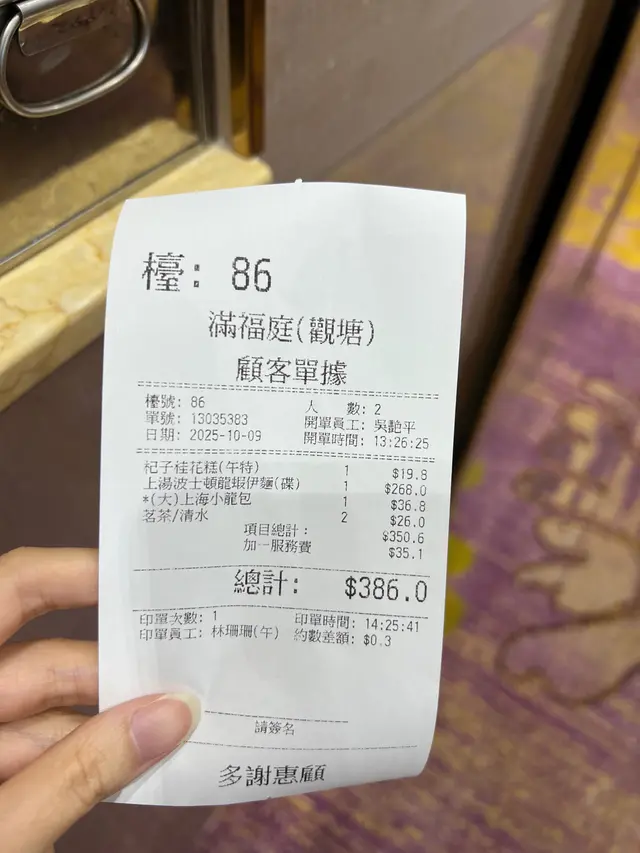 檯: 86
滿福庭(觀塘)
顧客單據
檯號: 86 人 數: 2
單號: 13035383 開單員工: 吳艷平
日期: 2025-10-09 開單時間: 13:26:25
杞子桂花糕(午特) 1 $19.8
上湯波士頓龍蝦伊麵(碟) 1 $268.0
*(大)上海小龍包 1 $36.8
茗茶/清水 2 $26.0
項目總計: $350.6
加一服務費 $35.1
總計: $386.0
印單次數: 1 印單時間: 14:25:41
印單員工: 林珊珊(午) 約數差額: $0.3
請簽名
多謝惠顧